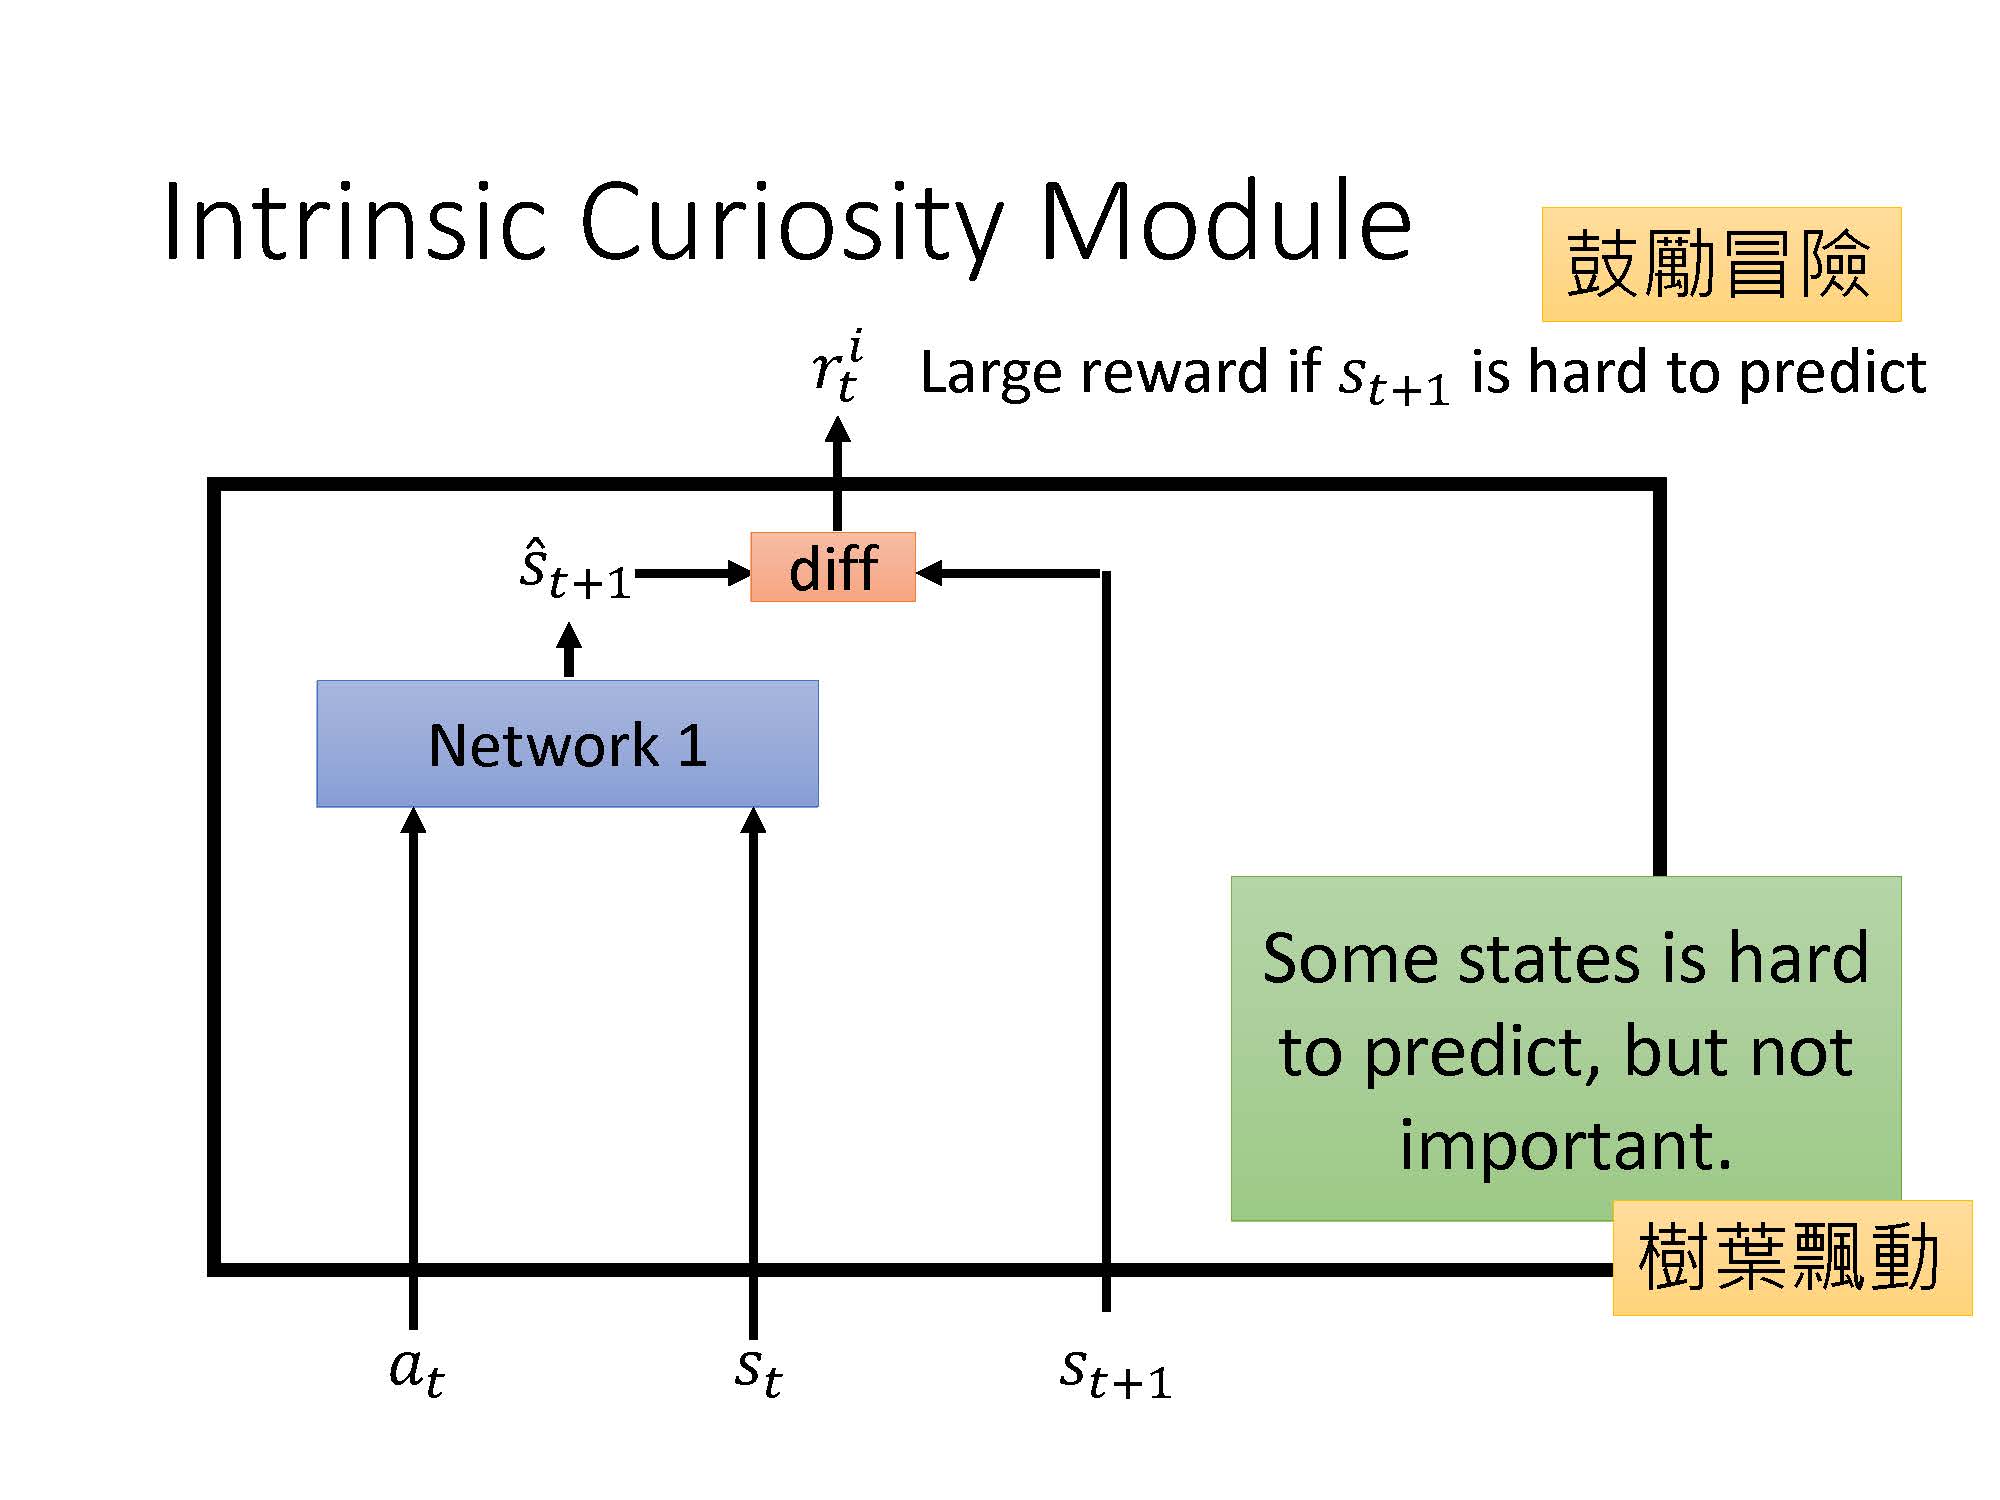 Intrinsic Curiosity Module
鼓勵冒險
r_t^i Large reward if s_{t+1} is hard to predict
ŝ_{t+1}
diff
Network 1
Some states is hard
to predict, but not
important.
樹葉飄動
a_t
s_t
s_{t+1}